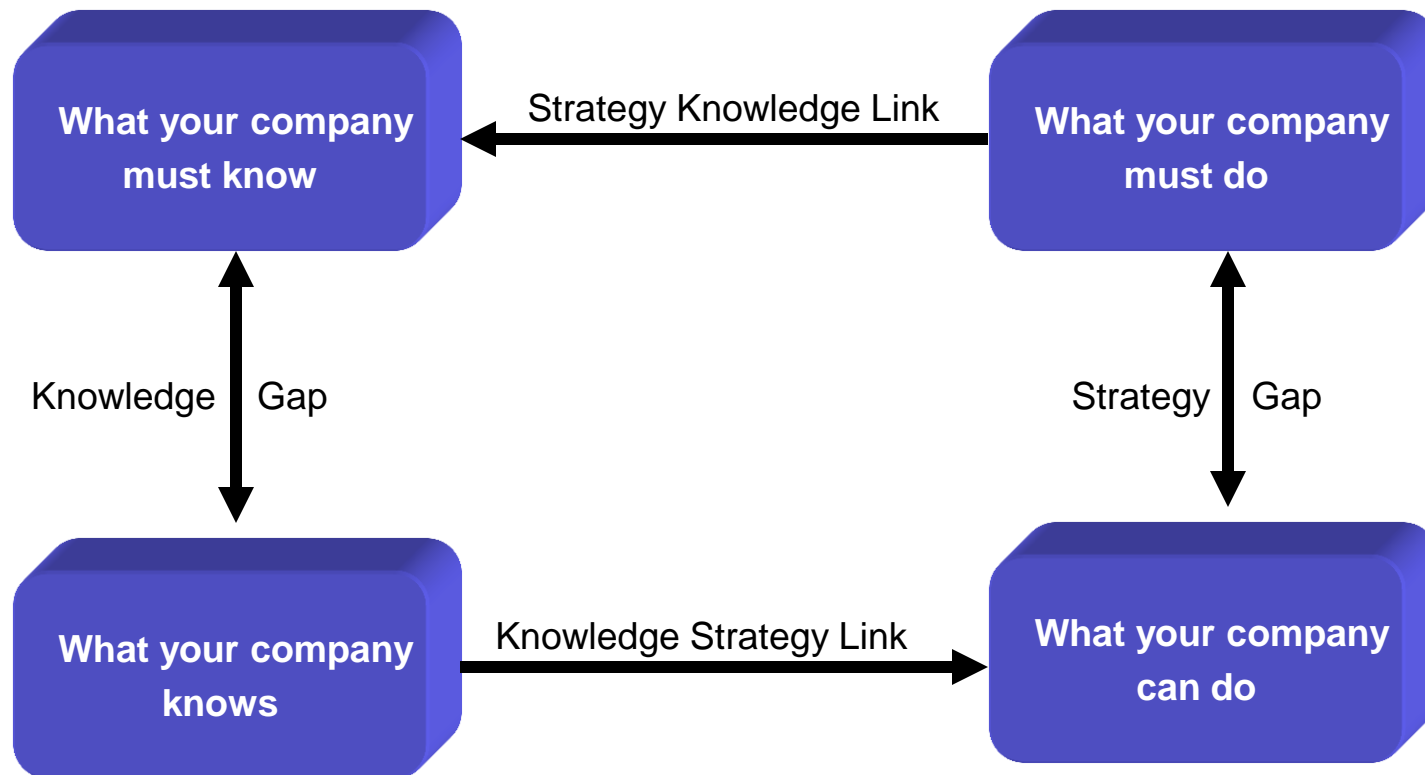 What your company
must know
Strategy Knowledge Link
What your company
must do
Knowledge Gap
Strategy Gap
What your company
knows
Knowledge Strategy Link
What your company
can do